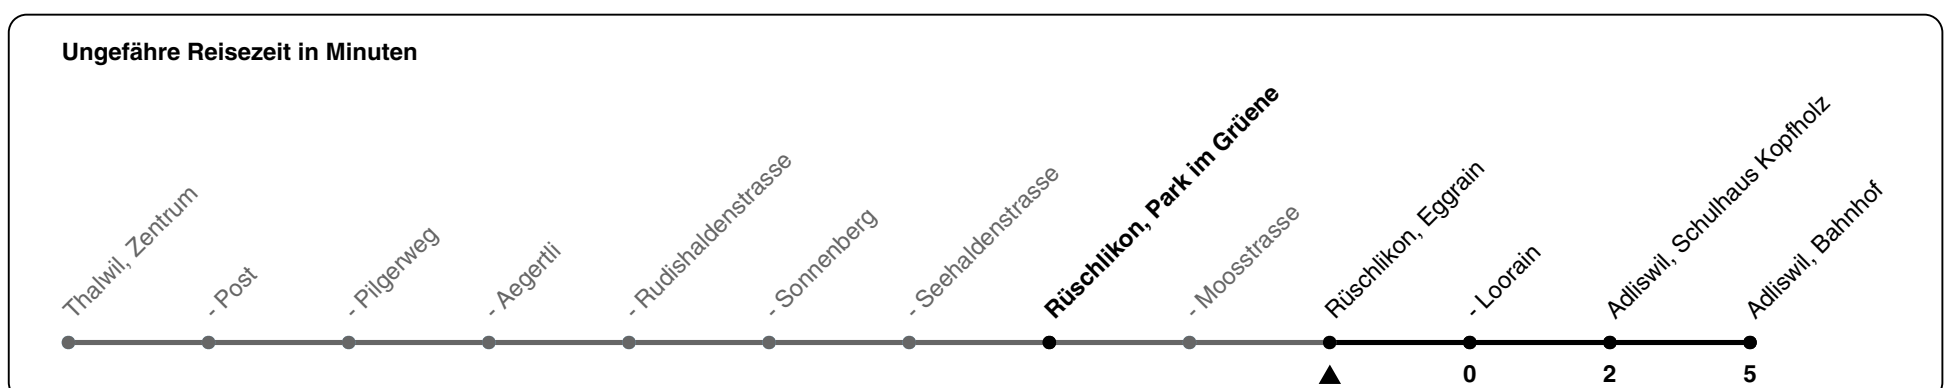 Ungefähre Reisezeit in Minuten
Thalwil, Zentrum
- Post
- Pilgerweg
- Aegertli
- Rudishaldenstrasse
- Sonnenberg
- Seehaldenstrasse
Rüschlikon, Park im Grüene
- Moosstrasse
Rüschlikon, Eggrain
- Loorain
Adliswil, Schulhaus Kopfholz
Adliswil, Bahnhof
0 2 5